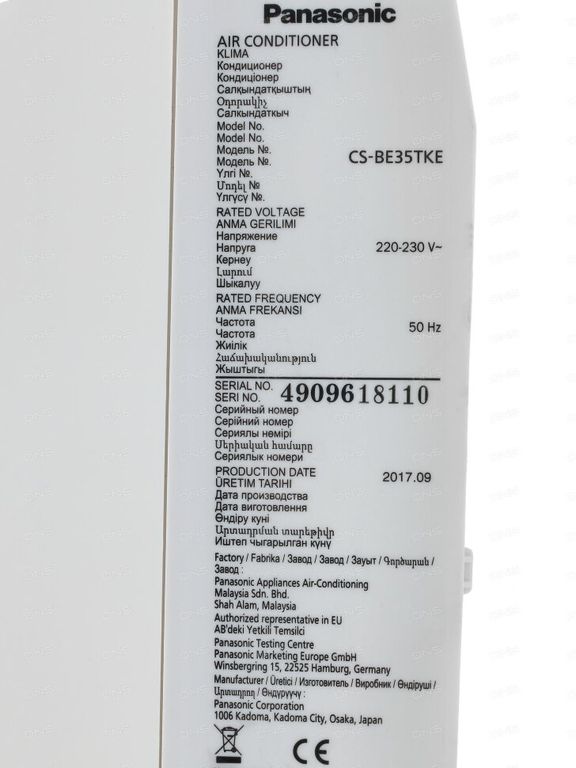 Panasonic
AIR CONDITIONER
KLIMA
Кондиционер
Кондиціонер
Салқындатқыштың
Օդորակիչ
Салкындаткыч
Model No.
Model No.
Модель №.
Модель №.
Үлгі №.
Մոդել №
Үлгүсү №.
CS-BE35TKE
RATED VOLTAGE
ANMA GERILIMI
Напряжение
Напруга
Кернеу
Լարում
Шыкалуу
220-230 V~
RATED FREQUENCY
ANMA FREKANSI
Частота
Частота
Жиілік
Հաճախականություն
Жыштыгы
50 Hz
SERIAL NO.
SERI NO.
4909618110
Серийный номер
Серійний номер
Сериялы нөмірі
Սերիական համարը
Сериялык номери
PRODUCTION DATE
ÜRETIM TARIHI
2017.09
Дата производства
Дата виготовлення
Өндіру күні
Արտադրման տարեթիվը
Иштеп чыгарылган күнү
Factory / Fabrika / Завод / Завод / Зауыт / Գործարան /
Завод :
Panasonic Appliances Air-Conditioning
Malaysia Sdn. Bhd.
Shah Alam, Malaysia
Authorized representative in EU
AB'deki Yetkili Temsilci
Panasonic Testing Centre
Panasonic Marketing Europe GmbH
Winsbergring 15, 22525 Hamburg, Germany
Manufacturer / Üretici / Изготовитель / Виробник / Өндіруші /
Արտադրող / Өндүрүүчү :
Panasonic Corporation
1006 Kadoma, Kadoma City, Osaka, Japan
CE